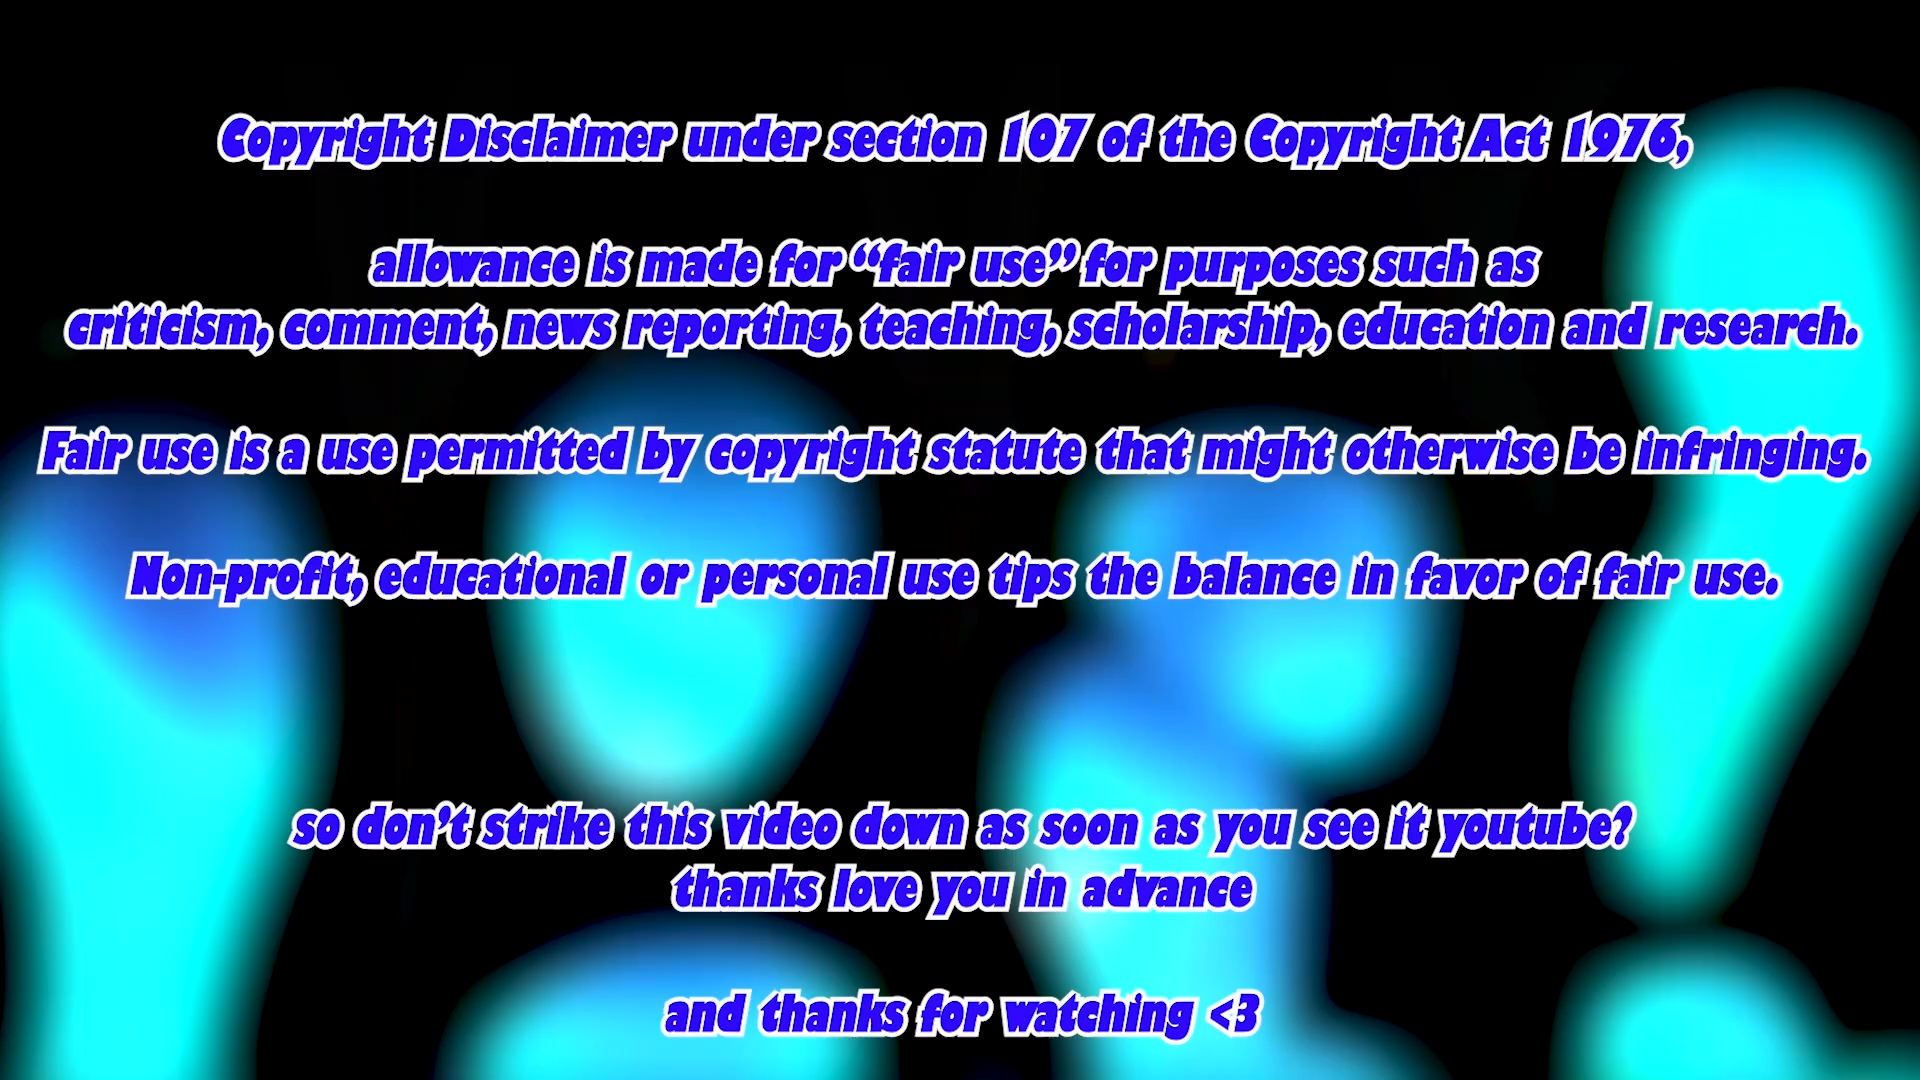 Copyright Disclaimer under section 107 of the Copyright Act 1976,
allowance is made for “fair use” for purposes such as
criticism, comment, news reporting, teaching, scholarship, education and research.
Fair use is a use permitted by copyright statute that might otherwise be infringing.
Non-profit, educational or personal use tips the balance in favor of fair use.
so don’t strike this video down as soon as you see it youtube?
thanks love you in advance
and thanks for watching <3